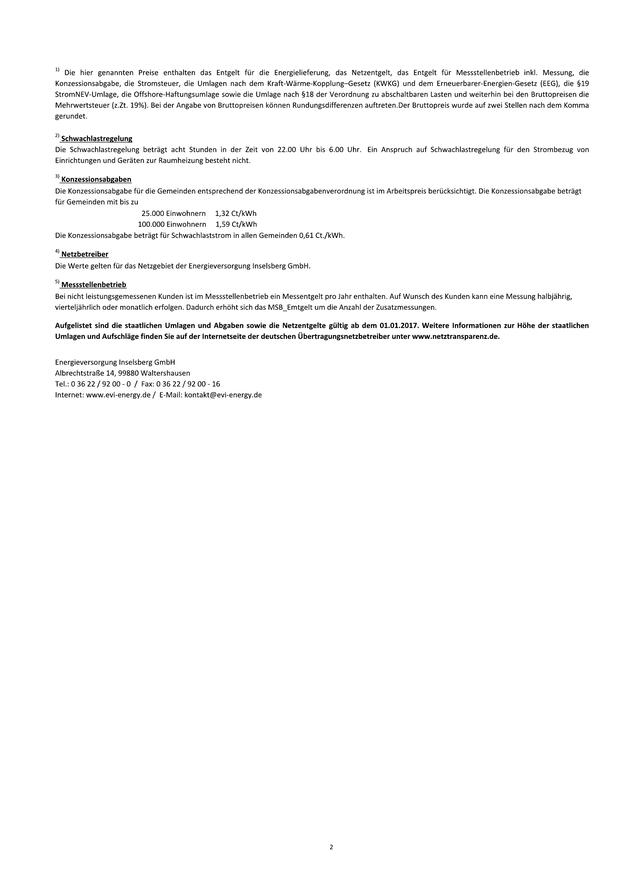 1) Die hier genannten Preise enthalten das Entgelt für die Energielieferung, das Netzentgelt, das Entgelt für Messstellenbetrieb inkl. Messung, die
Konzessionsabgabe, die Stromsteuer, die Umlagen nach dem Kraft-Wärme-Kopplung–Gesetz (KWKG) und dem Erneuerbarer-Energien-Gesetz (EEG), die §19
StromNEV-Umlage, die Offshore-Haftungsumlage sowie die Umlage nach §18 der Verordnung zu abschaltbaren Lasten und weiterhin bei den Bruttopreisen die
Mehrwertsteuer (z.Zt. 19%). Bei der Angabe von Bruttopreisen können Rundungsdifferenzen auftreten.Der Bruttopreis wurde auf zwei Stellen nach dem Komma
gerundet.
2) Schwachlastregelung
Die Schwachlastregelung beträgt acht Stunden in der Zeit von 22.00 Uhr bis 6.00 Uhr. Ein Anspruch auf Schwachlastregelung für den Strombezug von
Einrichtungen und Geräten zur Raumheizung besteht nicht.
3) Konzessionsabgaben
Die Konzessionsabgabe für die Gemeinden entsprechend der Konzessionsabgabenverordnung ist im Arbeitspreis berücksichtigt. Die Konzessionsabgabe beträgt
für Gemeinden mit bis zu
25.000 Einwohnern 1,32 Ct/kWh
100.000 Einwohnern 1,59 Ct/kWh
Die Konzessionsabgabe beträgt für Schwachlaststrom in allen Gemeinden 0,61 Ct./kWh.
4) Netzbetreiber
Die Werte gelten für das Netzgebiet der Energieversorgung Inselsberg GmbH.
5) Messstellenbetrieb
Bei nicht leistungsgemessenen Kunden ist im Messstellenbetrieb ein Messentgelt pro Jahr enthalten. Auf Wunsch des Kunden kann eine Messung halbjährig,
vierteljährlich oder monatlich erfolgen. Dadurch erhöht sich das MSB_Emtgelt um die Anzahl der Zusatzmessungen.
Aufgelistet sind die staatlichen Umlagen und Abgaben sowie die Netzentgelte gültig ab dem 01.01.2017. Weitere Informationen zur Höhe der staatlichen
Umlagen und Aufschläge finden Sie auf der Internetseite der deutschen Übertragungsnetzbetreiber unter www.netztransparenz.de.
Energieversorgung Inselsberg GmbH
Albrechtstraße 14, 99880 Waltershausen
Tel.: 0 36 22 / 92 00 - 0 / Fax: 0 36 22 / 92 00 - 16
Internet: www.evi-energy.de / E-Mail: kontakt@evi-energy.de
2